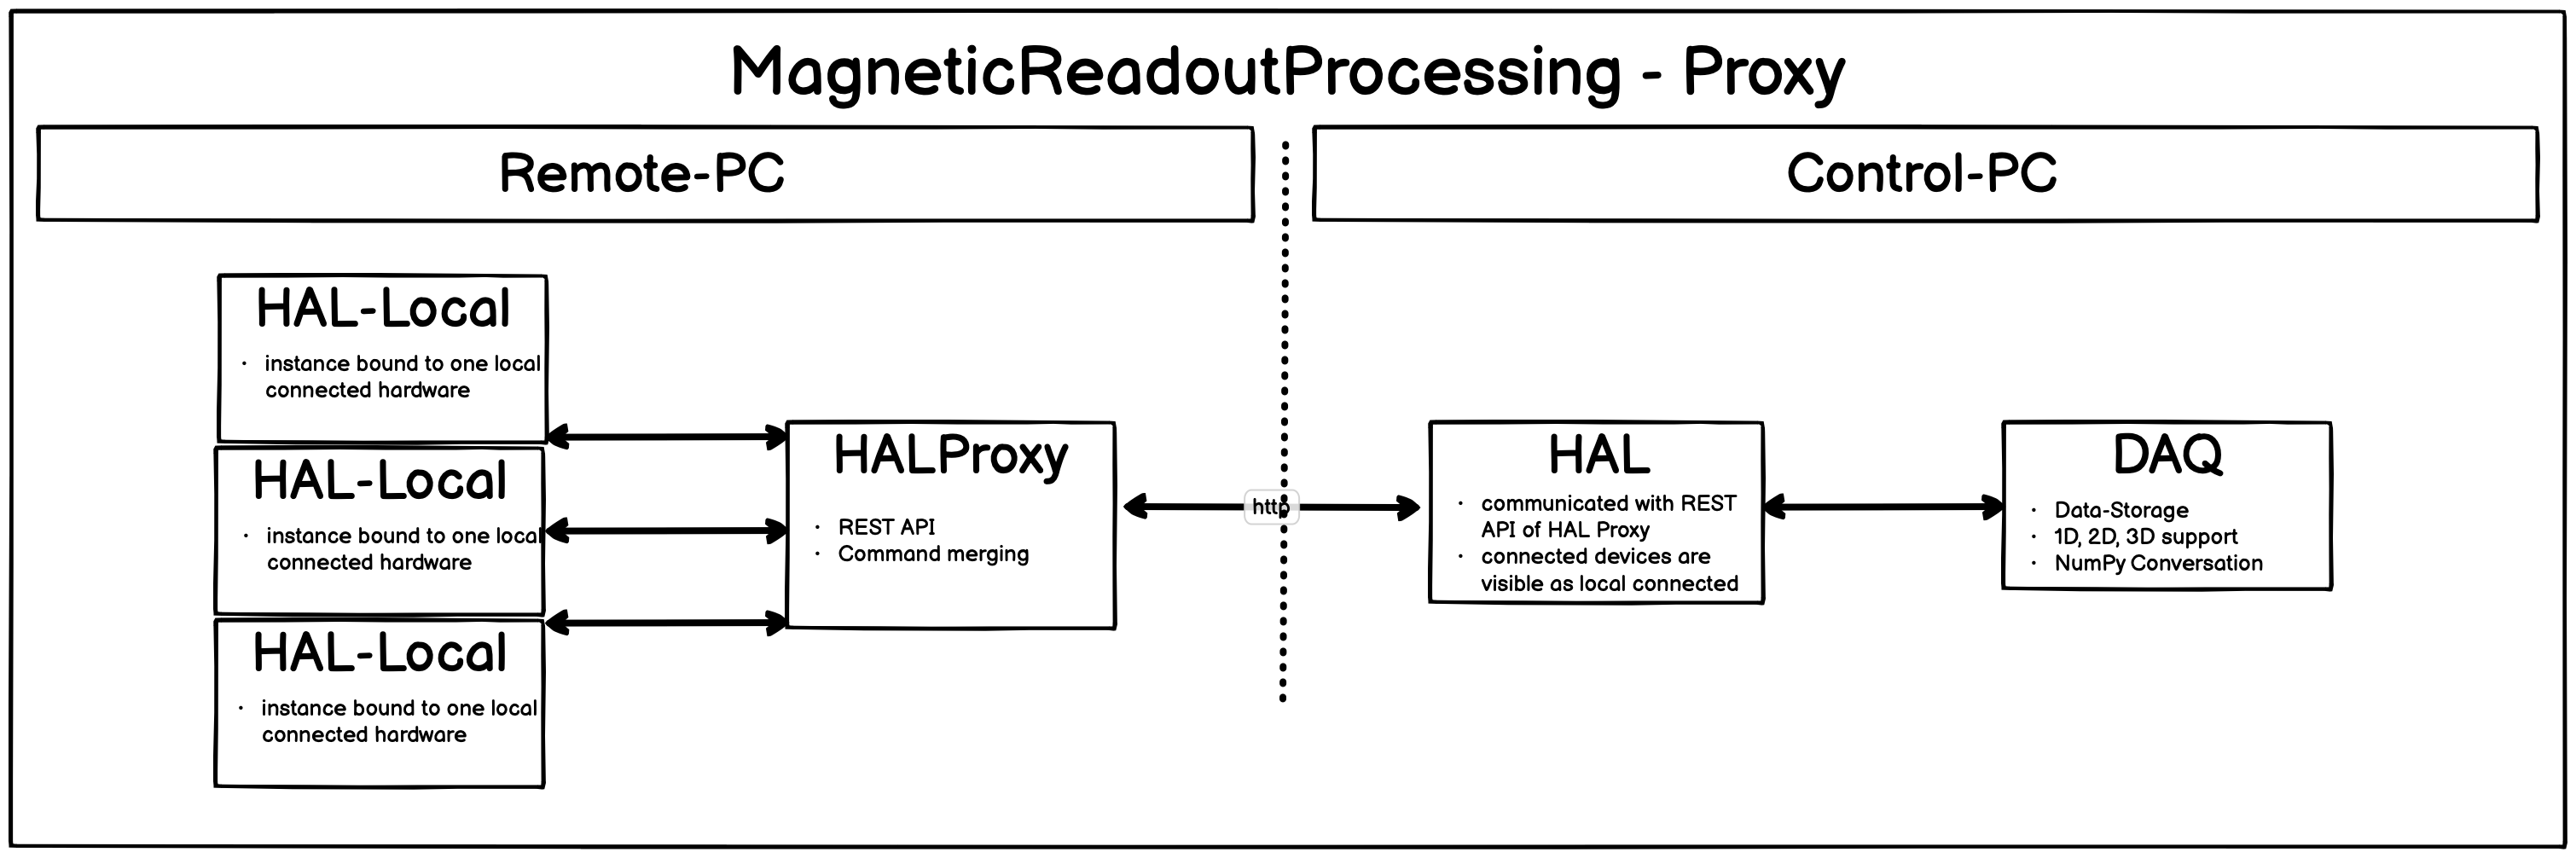 MagneticReadoutProcessing - Proxy
Remote-PC
Control-PC
HAL-Local
· instance bound to one local
connected hardware
HAL-Local
· instance bound to one local
connected hardware
HAL-Local
· instance bound to one local
connected hardware
HALProxy
· REST API
· Command merging
http
HAL
· communicated with REST
API of HAL Proxy
· connected devices are
visible as local connected
DAQ
· Data-Storage
· 1D, 2D, 3D support
· NumPy Conversation